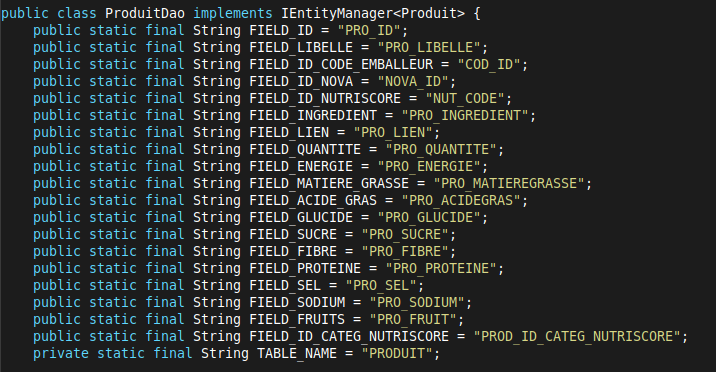 public class ProduitDao implements IEntityManager<Produit> {
    public static final String FIELD_ID = "PRO_ID";
    public static final String FIELD_LIBELLE = "PRO_LIBELLE";
    public static final String FIELD_ID_CODE_EMBALLEUR = "COD_ID";
    public static final String FIELD_ID_NOVA = "NOVA_ID";
    public static final String FIELD_ID_NUTRISCORE = "NUT_CODE";
    public static final String FIELD_INGREDIENT = "PRO_INGREDIENT";
    public static final String FIELD_LIEN = "PRO_LIEN";
    public static final String FIELD_QUANTITE = "PRO_QUANTITE";
    public static final String FIELD_ENERGIE = "PRO_ENERGIE";
    public static final String FIELD_MATIERE_GRASSE = "PRO_MATIEREGRASSE";
    public static final String FIELD_ACIDE_GRAS = "PRO_ACIDEGRAS";
    public static final String FIELD_GLUCIDE = "PRO_GLUCIDE";
    public static final String FIELD_SUCRE = "PRO_SUCRE";
    public static final String FIELD_FIBRE = "PRO_FIBRE";
    public static final String FIELD_PROTEINE = "PRO_PROTEINE";
    public static final String FIELD_SEL = "PRO_SEL";
    public static final String FIELD_SODIUM = "PRO_SODIUM";
    public static final String FIELD_FRUITS = "PRO_FRUIT";
    public static final String FIELD_ID_CATEG_NUTRISCORE = "PROD_ID_CATEG_NUTRISCORE";
    private static final String TABLE_NAME = "PRODUIT";